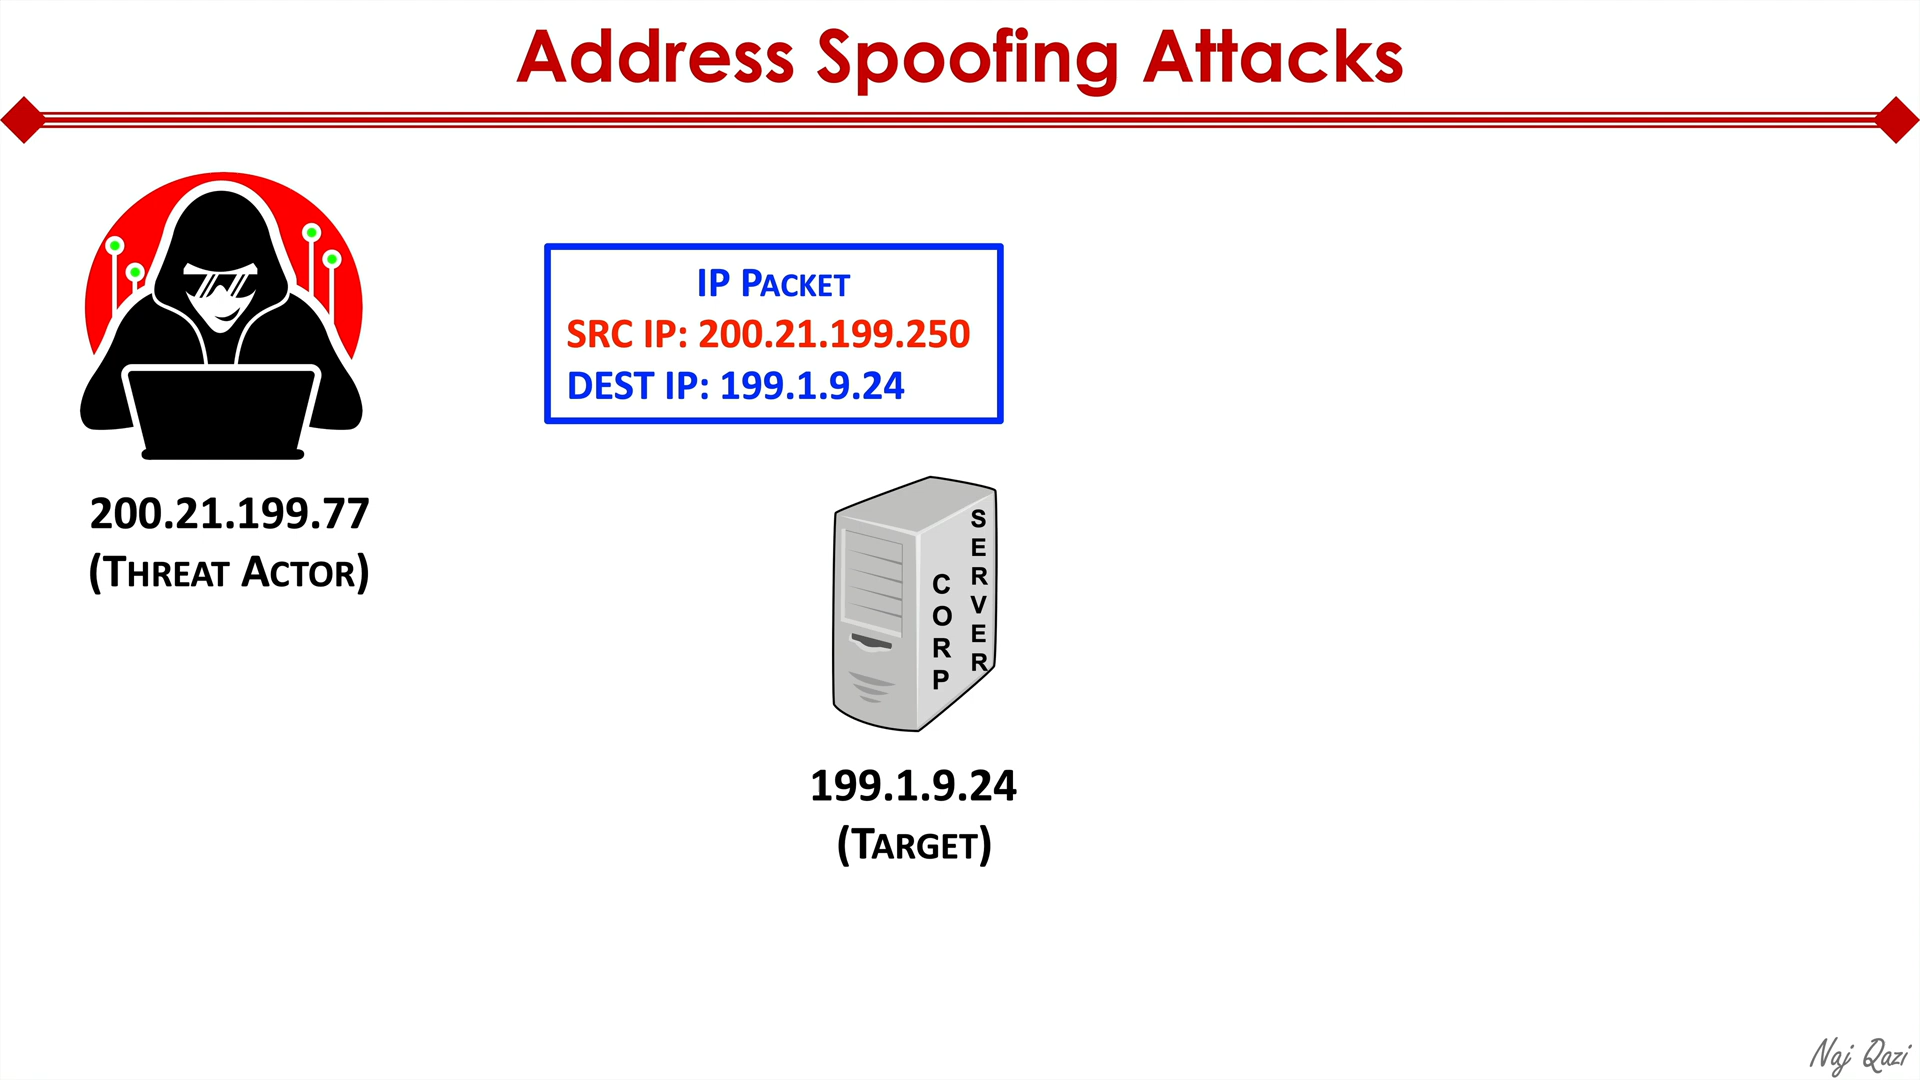 Address Spoofing Attacks
IP PACKET
SRC IP: 200.21.199.250
DEST IP: 199.1.9.24
200.21.199.77
(THREAT ACTOR)
CORP
SERVER
199.1.9.24
(TARGET)
Naj Qazi